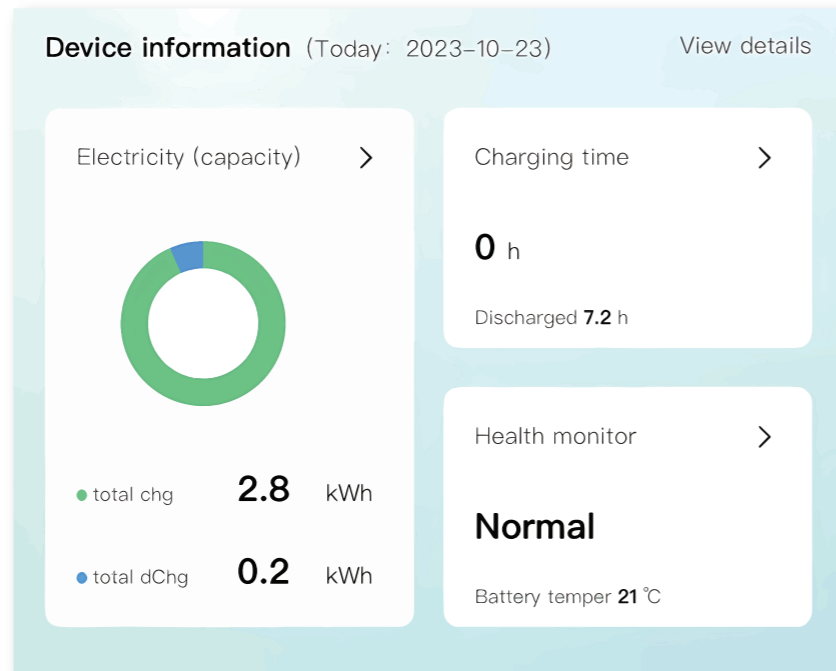 Device information (Today: 2023-10-23) View details
Electricity (capacity)
total chg 2.8 kWh
total dChg 0.2 kWh
Charging time
0 h
Discharged 7.2 h
Health monitor
Normal
Battery temper 21 ℃